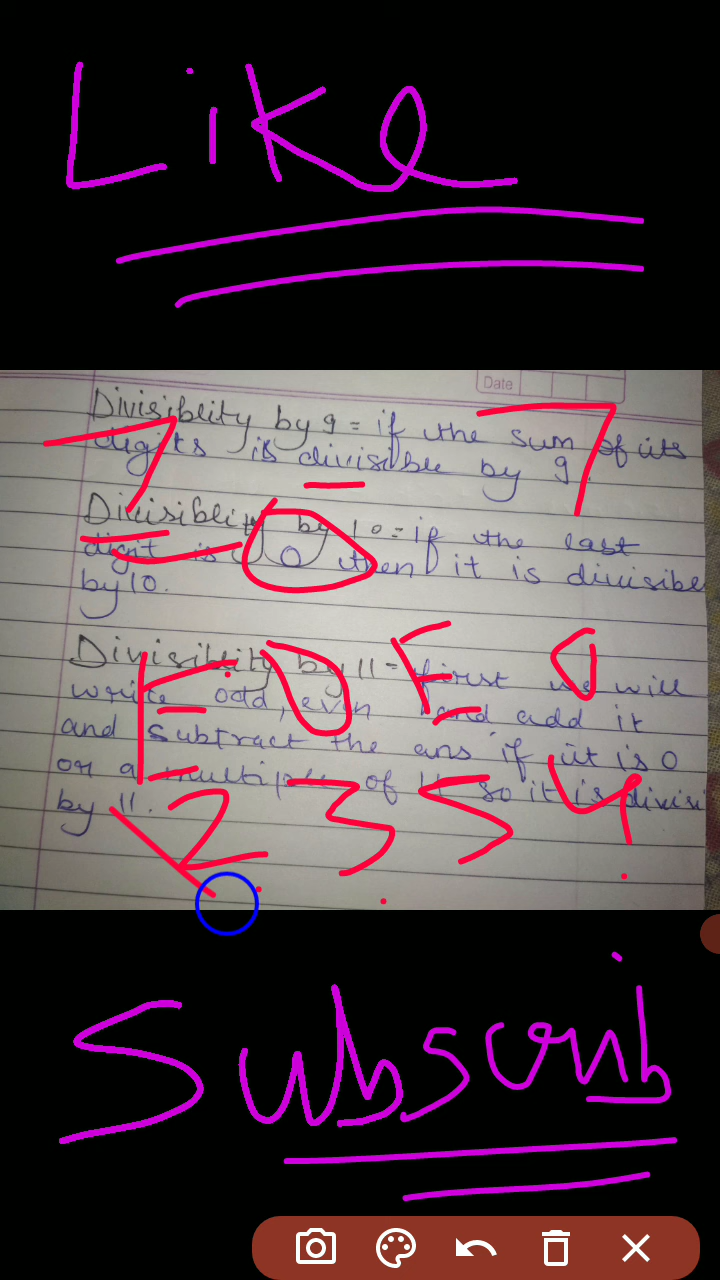 Like
Date
Divisiblity by 9 = if the sum of its
digits is divisible by 9.
Divisiblity by 10 = if the last
digit is 0 then it is divisibe
by 10.
Divisiblity by 11 = first we will
write odd, even and add it
and subtract the ans if it is 0
or a multiple of 11 so it is divisi
by 11.
7 7
E O E 9
1 2 3 5 4
Subscrib